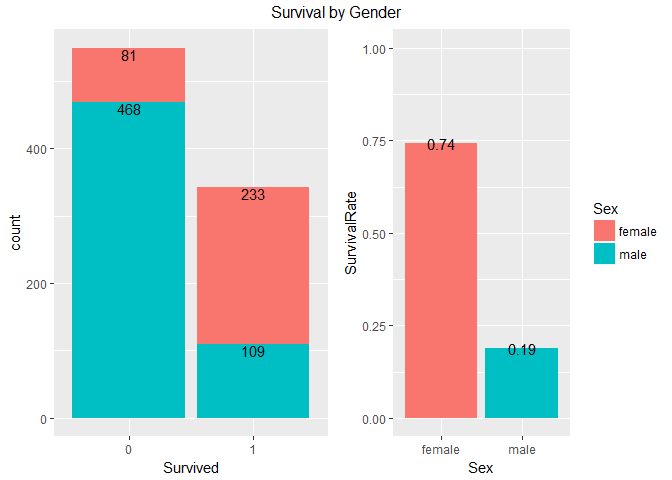 Survival by Gender
count
400
200
0
81
468
233
109
0 1
Survived
SurvivalRate
1.00
0.75
0.50
0.25
0.00
0.74
0.19
female male
Sex
Sex
female
male